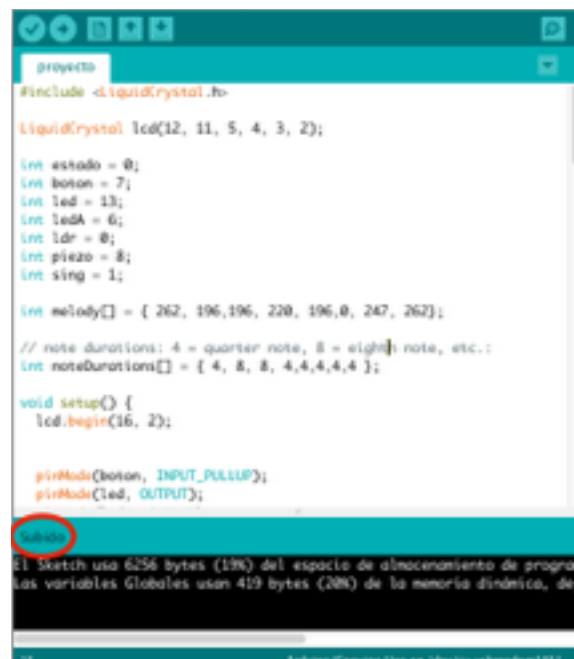 proyecto
#include <LiquidCrystal.h>
LiquidCrystal lcd(12, 11, 5, 4, 3, 2);
int estado = 0;
int boton = 7;
int led = 13;
int ledA = 6;
int ldr = 0;
int piezo = 8;
int sing = 1;
int melody[] = { 262, 196,196, 220, 196,0, 247, 262};
// note durations: 4 = quarter note, 8 = eighth note, etc.:
int noteDurations[] = { 4, 8, 8, 4,4,4,4,4 };
void setup() {
lcd.begin(16, 2);
pinMode(boton, INPUT_PULLUP);
pinMode(led, OUTPUT);
Subido
El Sketch usa 6256 bytes (19%) del espacio de almacenamiento de progra
Las variables Globales usan 419 bytes (20%) de la memoria dinámica, de